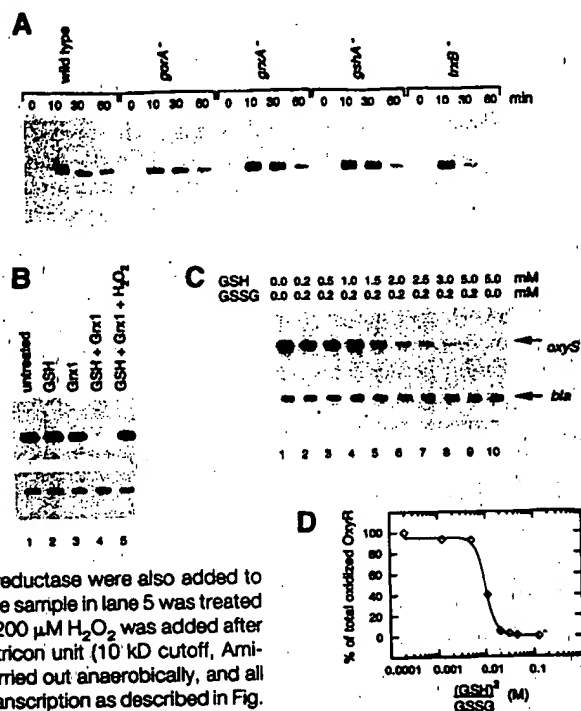 A
wild type gorA⁻ grxA⁻ gshA⁻ trxB⁻
0 10 30 60 0 10 30 60 0 10 30 60 0 10 30 60 0 10 30 60 min
B
untreated
GSH
Grx1
GSH + Grx1
GSH + Grx1 + H₂O₂
1 2 3 4 5
C
GSH 0.0 0.2 0.5 1.0 1.5 2.0 2.5 3.0 5.0 5.0 mM
GSSG 0.0 0.2 0.2 0.2 0.2 0.2 0.2 0.2 0.2 0.0 mM
oxyS
bla
1 2 3 4 5 6 7 8 9 10
D
% of total oxidized OxyR
100
80
60
40
20
0
0.0001 0.001 0.01 0.1
(GSH)²
GSSG (M)
reductase were also added to
e sample in lane 5 was treated
200 µM H₂O₂ was added after
tricon unit (10 kD cutoff, Ami-
rried out anaerobically, and all
anscription as described in Fig.